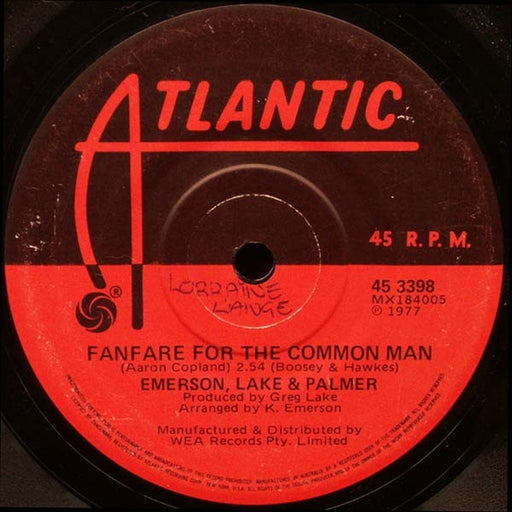 ATLANTIC
45 R.P.M.
LORRAINE
L'ANGE
®
45 3398
MX184005
℗ 1977
FANFARE FOR THE COMMON MAN
(Aaron Copland) 2.54 (Boosey & Hawkes)
EMERSON, LAKE & PALMER
Produced by Greg Lake
Arranged by K. Emerson
Manufactured & Distributed by
WEA Records Pty. Limited